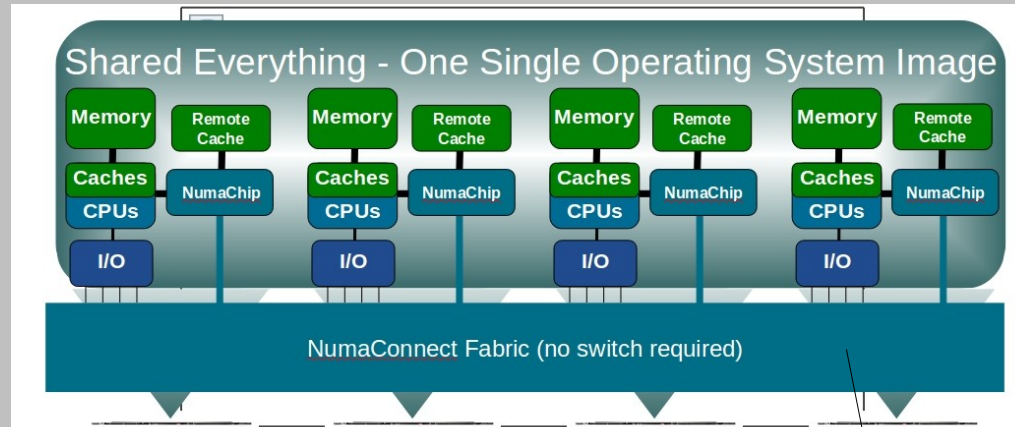 Shared Everything - One Single Operating System Image
Memory
Remote
Cache
Memory
Remote
Cache
Memory
Remote
Cache
Memory
Remote
Cache
Caches
NumaChip
CPUs
Caches
NumaChip
CPUs
Caches
NumaChip
CPUs
Caches
NumaChip
CPUs
I/O
I/O
I/O
I/O
NumaConnect Fabric (no switch required)